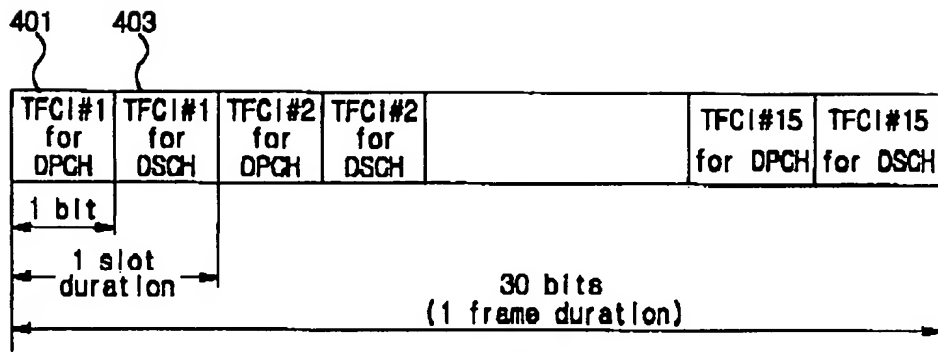 401
403
TFCI#1 for DPCH
TFCI#1 for DSCH
TFCI#2 for DPCH
TFCI#2 for DSCH
TFCI#15 for DPCH
TFCI#15 for DSCH
1 bit
1 slot duration
30 bits
(1 frame duration)